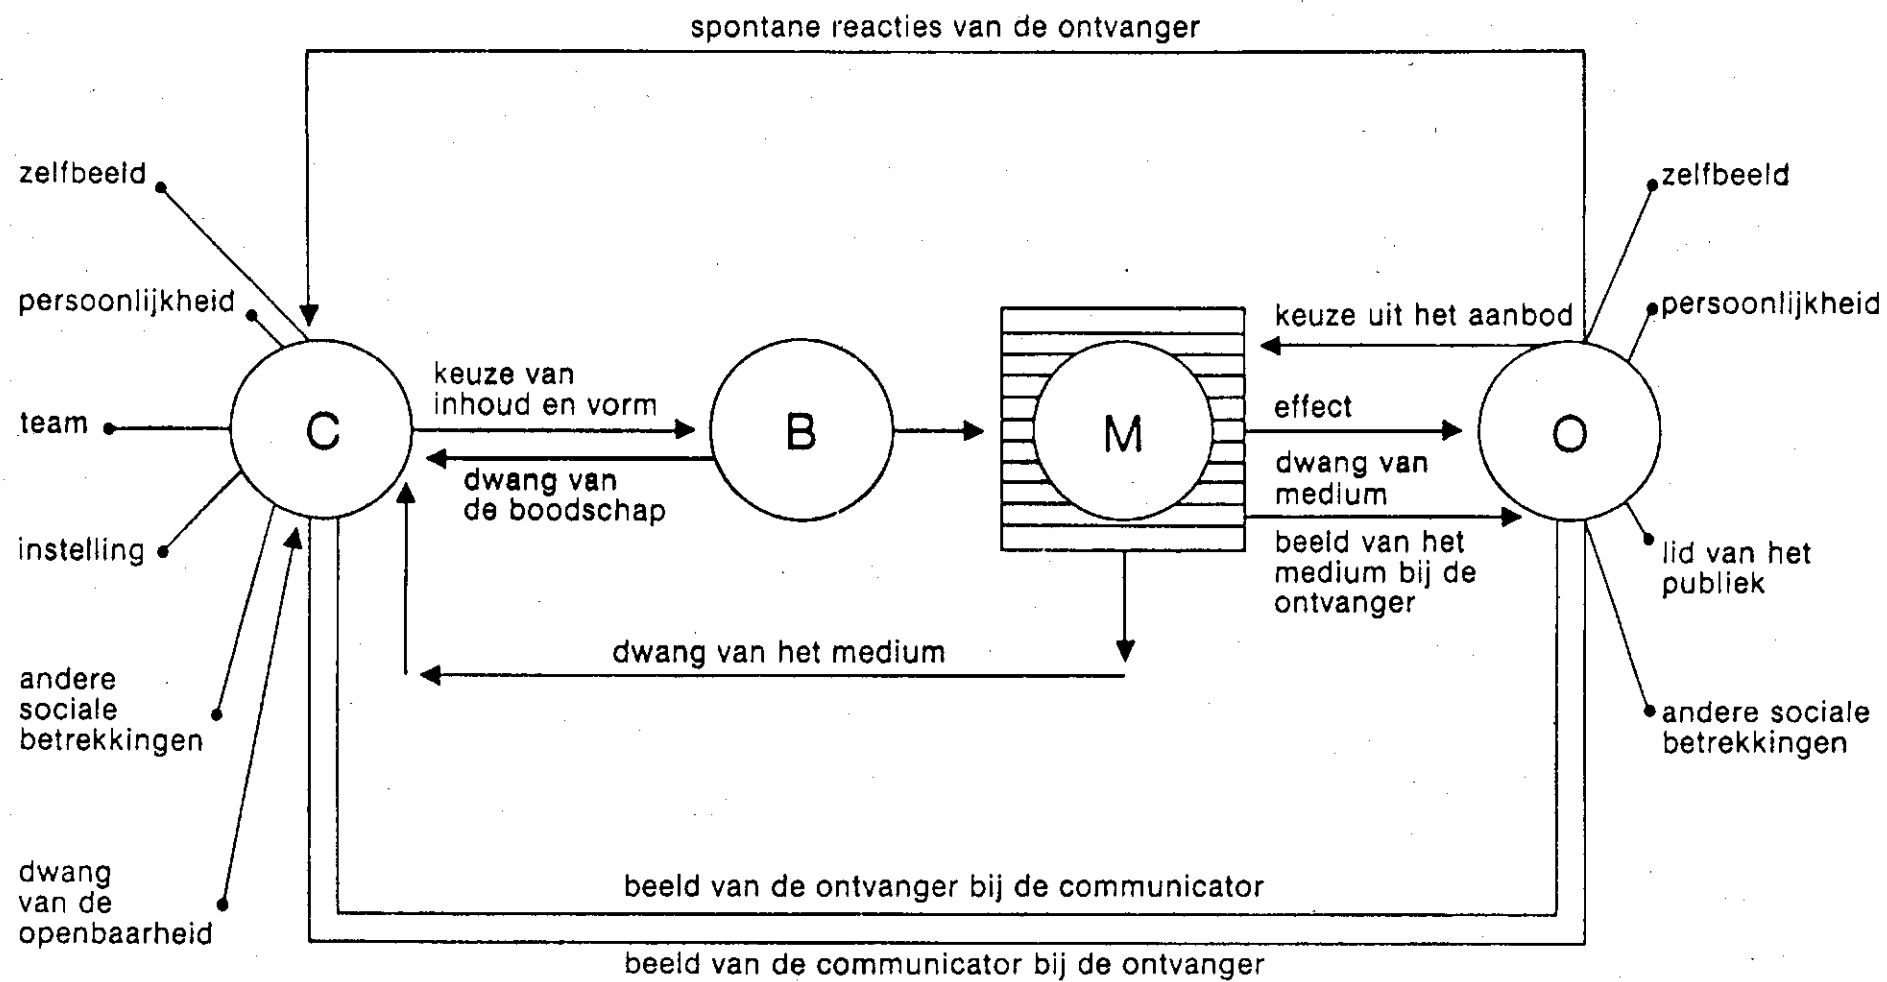 spontane reacties van de ontvanger
zelfbeeld
persoonlijkheid
team
instelling
andere
sociale
betrekkingen
dwang
van de
openbaarheid
C
keuze van
inhoud en vorm
dwang van
de boodschap
B
M
dwang van het medium
keuze uit het aanbod
effect
dwang van
medium
beeld van het
medium bij de
ontvanger
O
zelfbeeld
persoonlijkheid
lid van het
publiek
andere sociale
betrekkingen
beeld van de ontvanger bij de communicator
beeld van de communicator bij de ontvanger